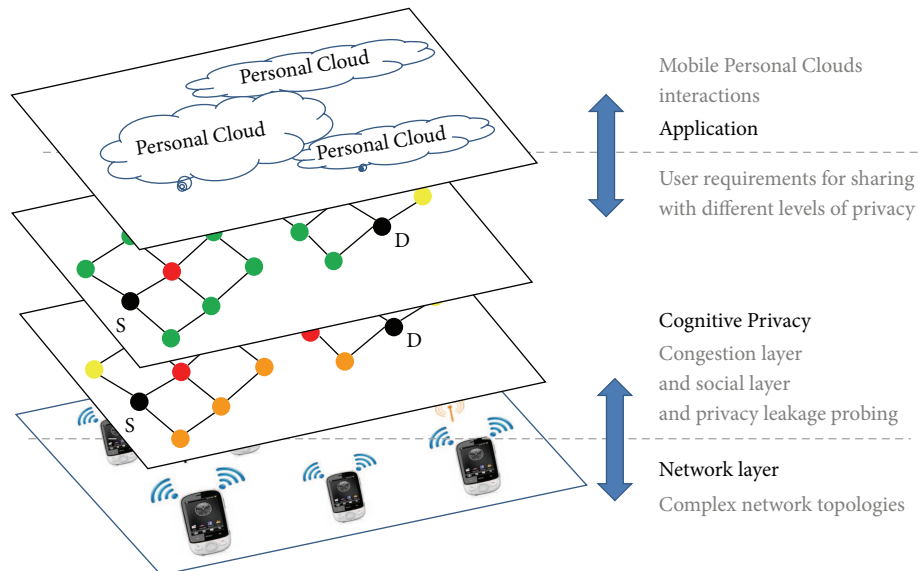 Personal Cloud
Personal Cloud
Personal Cloud
D
S
D
S
Mobile Personal Clouds
interactions
Application
User requirements for sharing
with different levels of privacy
Cognitive Privacy
Congestion layer
and social layer
and privacy leakage probing
Network layer
Complex network topologies